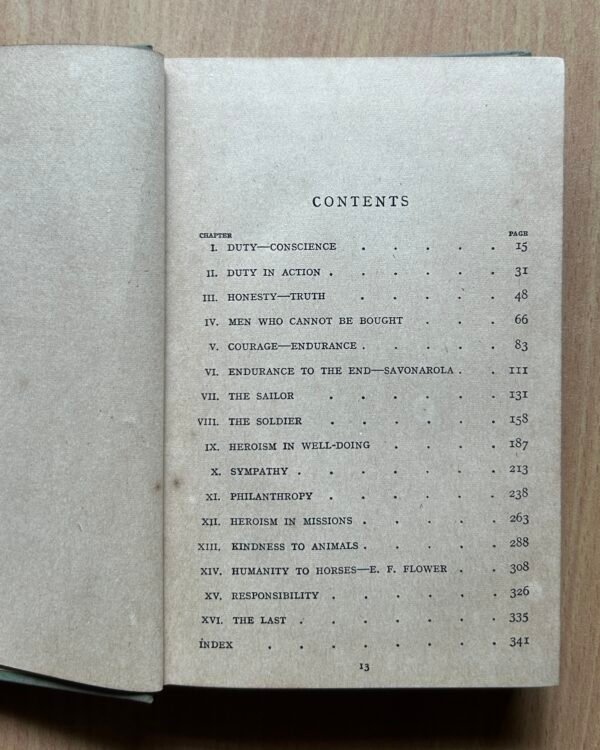 CONTENTS
CHAPTER PAGE
I. DUTY—CONSCIENCE . . . . . 15
II. DUTY IN ACTION . . . . . . 31
III. HONESTY—TRUTH . . . . . 48
IV. MEN WHO CANNOT BE BOUGHT . . . 66
V. COURAGE—ENDURANCE . . . . . 83
VI. ENDURANCE TO THE END—SAVONAROLA . . 111
VII. THE SAILOR . . . . . . 131
VIII. THE SOLDIER . . . . . . 158
IX. HEROISM IN WELL-DOING . . . . 187
X. SYMPATHY . . . . . . . 213
XI. PHILANTHROPY . . . . . . 238
XII. HEROISM IN MISSIONS . . . . . 263
XIII. KINDNESS TO ANIMALS . . . . . 288
XIV. HUMANITY TO HORSES—E. F. FLOWER . . 308
XV. RESPONSIBILITY . . . . . . 326
XVI. THE LAST . . . . . . . 335
INDEX . . . . . . . . 341
13